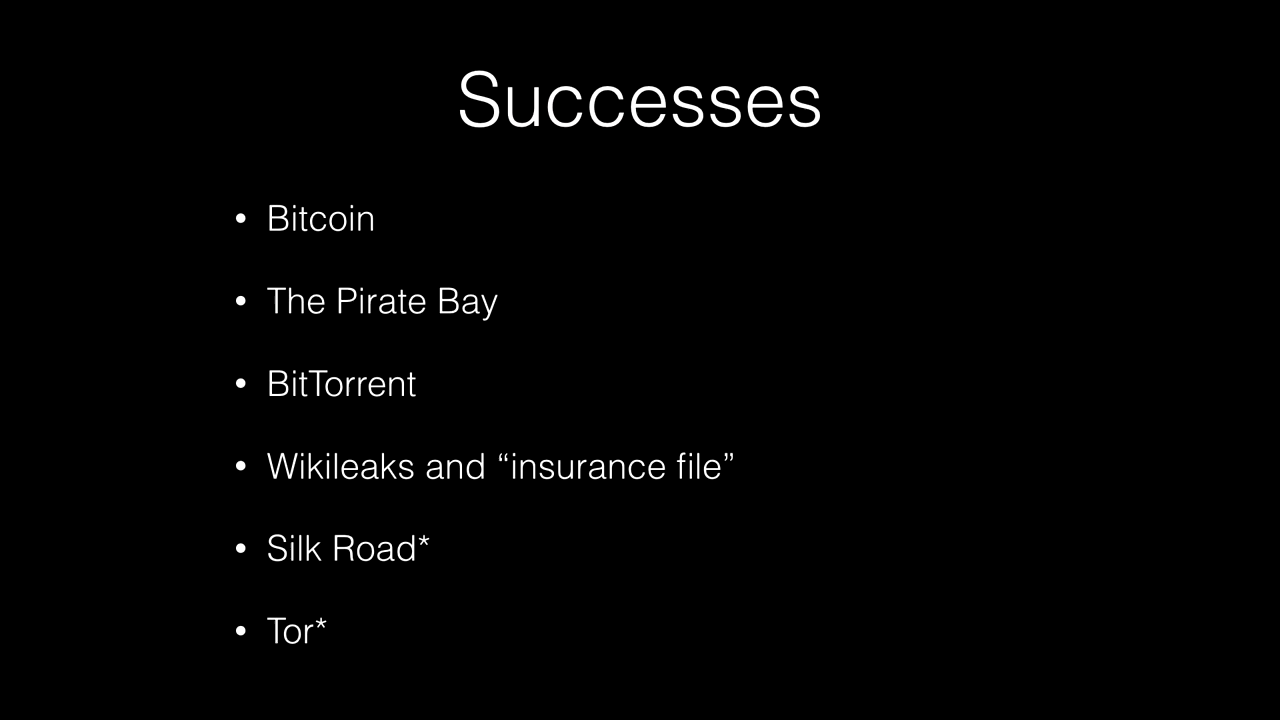 Successes
• Bitcoin
• The Pirate Bay
• BitTorrent
• Wikileaks and “insurance file”
• Silk Road*
• Tor*